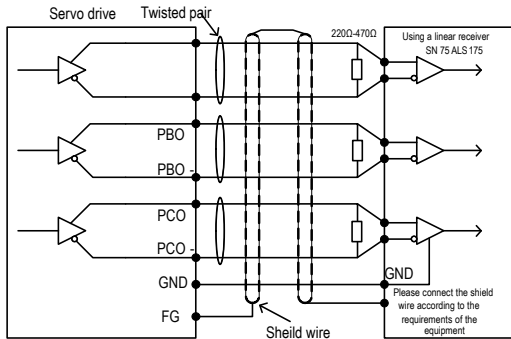 Servo drive
Twisted pair
220Ω-470Ω
Using a linear receiver
SN 75 ALS 175
PBO
PBO -
PCO
PCO -
GND
GND
FG
Sheild wire
Please connect the shield
wire according to the
requirements of the
equipment